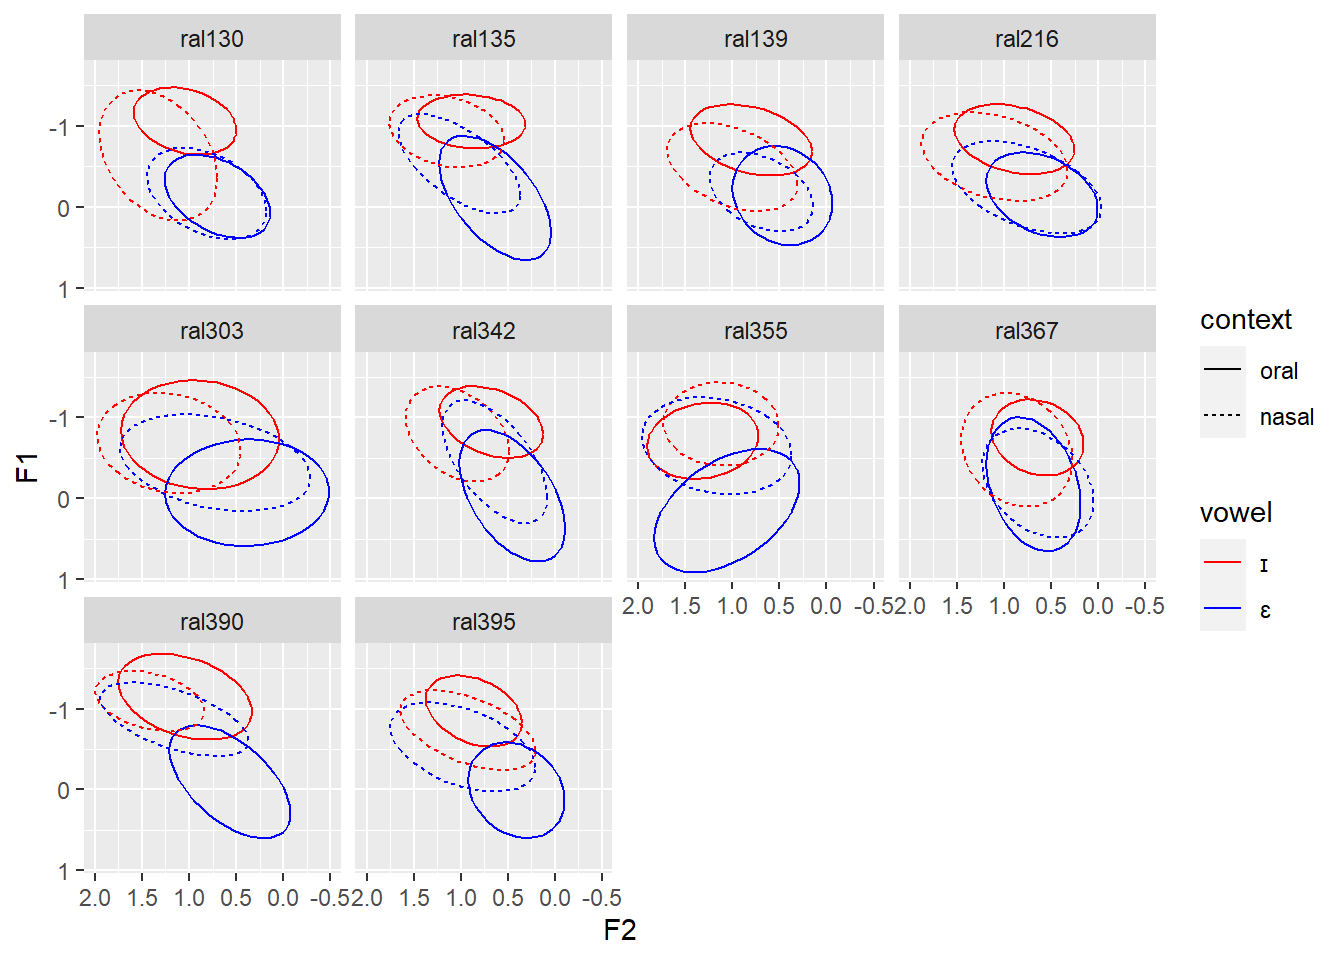 ral130 ral135 ral139 ral216
-1
0
1
ral303 ral342 ral355 ral367
-1
0
1
2.0 1.5 1.0 0.5 0.0 -0.5 2.0 1.5 1.0 0.5 0.0 -0.5
ral390 ral395
-1
0
1
2.0 1.5 1.0 0.5 0.0 -0.5 2.0 1.5 1.0 0.5 0.0 -0.5
F2
F1
context
oral
nasal
vowel
ɪ
ɛ